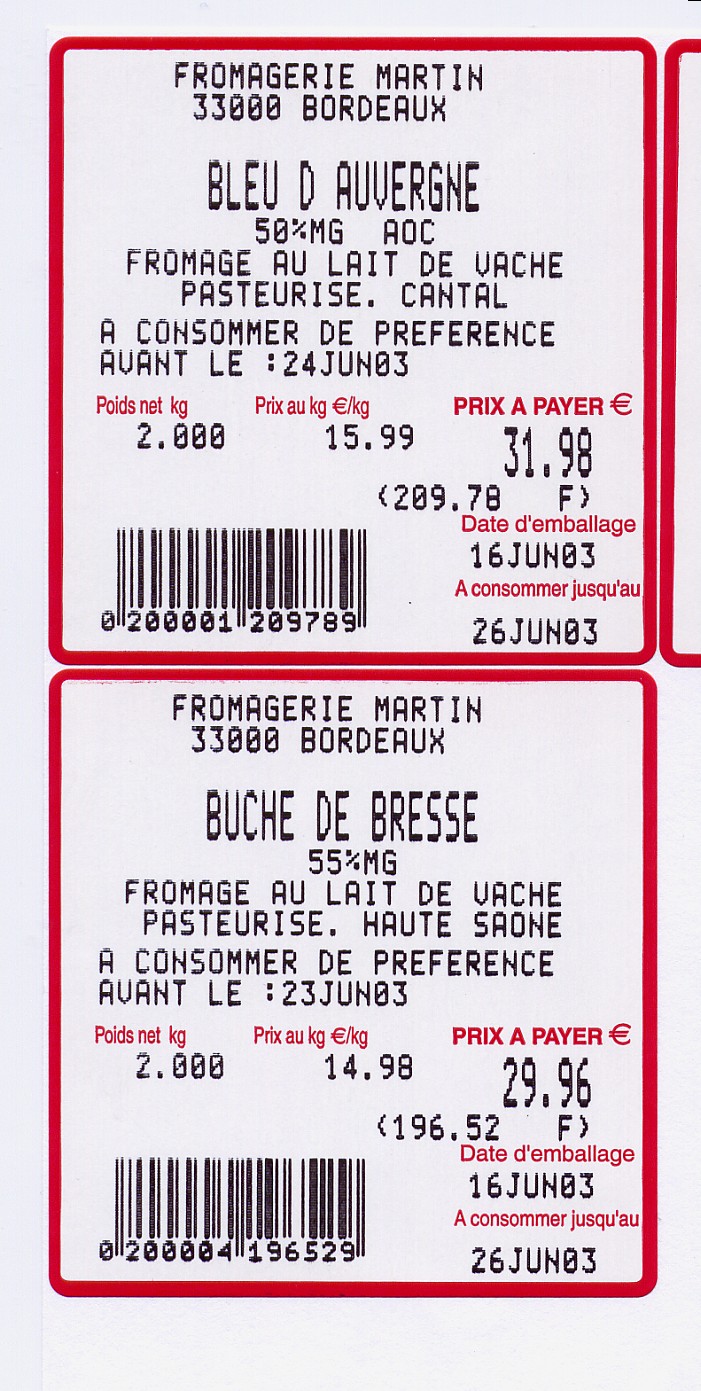 FROMAGERIE MARTIN
33000 BORDEAUX
BLEU D AUVERGNE
50%MG AOC
FROMAGE AU LAIT DE VACHE
PASTEURISE. CANTAL
A CONSOMMER DE PREFERENCE
AVANT LE :24JUN03
Poids net kg Prix au kg €/kg PRIX A PAYER €
2.000 15.99 31.98
(209.78 F)
Date d'emballage
16JUN03
A consommer jusqu'au
26JUN03
0 200001 209789
FROMAGERIE MARTIN
33000 BORDEAUX
BUCHE DE BRESSE
55%MG
FROMAGE AU LAIT DE VACHE
PASTEURISE. HAUTE SAONE
A CONSOMMER DE PREFERENCE
AVANT LE :23JUN03
Poids net kg Prix au kg €/kg PRIX A PAYER €
2.000 14.98 29.96
(196.52 F)
Date d'emballage
16JUN03
A consommer jusqu'au
26JUN03
0 200004 196529